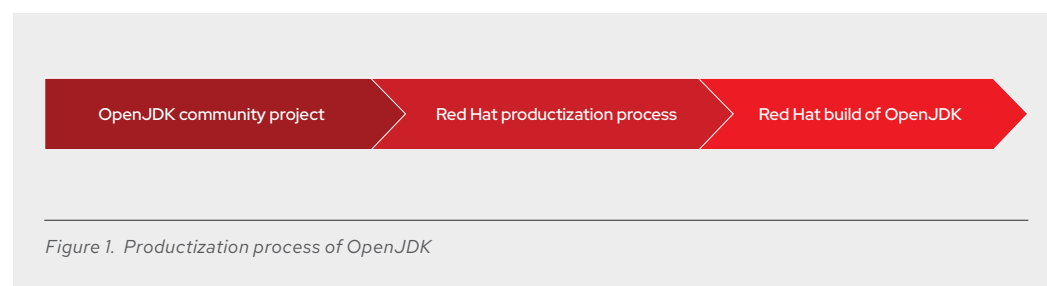 OpenJDK community project
Red Hat productization process
Red Hat build of OpenJDK
Figure 1. Productization process of OpenJDK